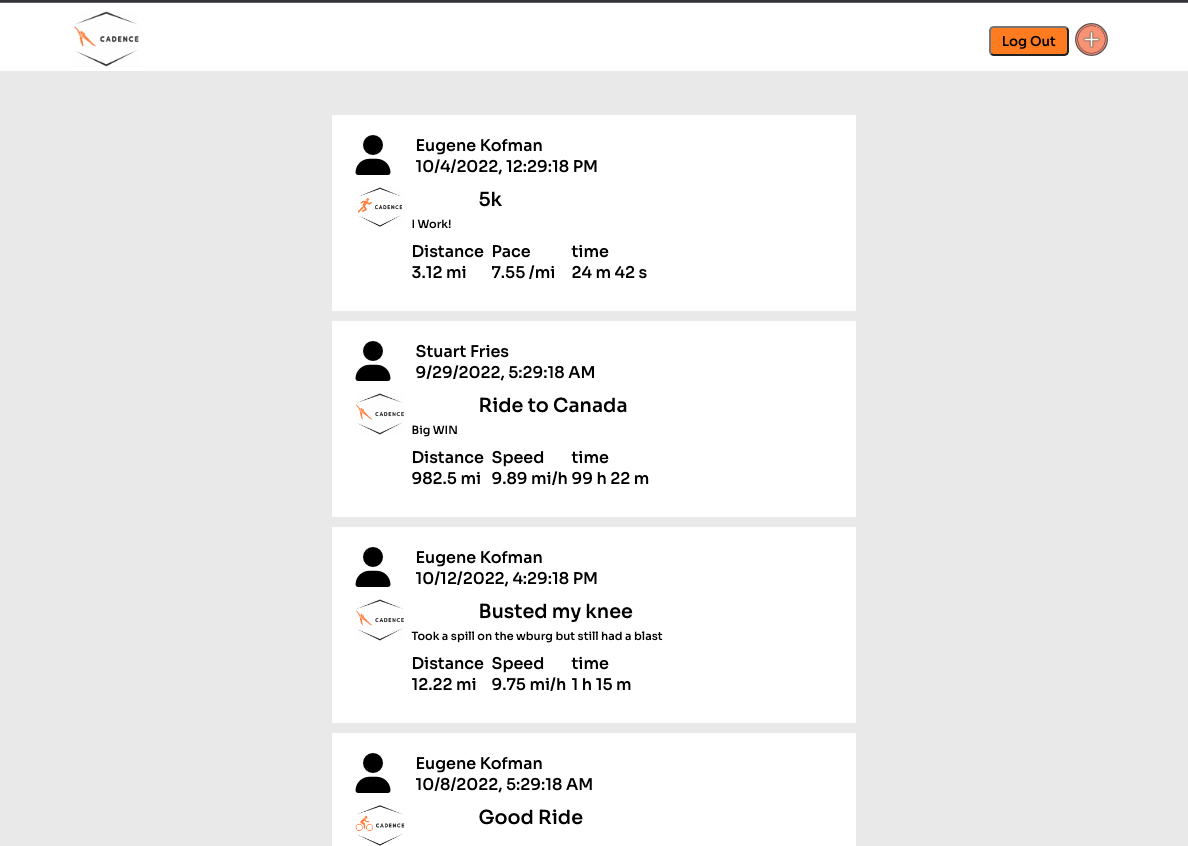 CADENCE
Log Out
Eugene Kofman
10/4/2022, 12:29:18 PM
CADENCE
5k
I Work!
Distance Pace time
3.12 mi 7.55 /mi 24 m 42 s
Stuart Fries
9/29/2022, 5:29:18 AM
CADENCE
Ride to Canada
Big WIN
Distance Speed time
982.5 mi 9.89 mi/h 99 h 22 m
Eugene Kofman
10/12/2022, 4:29:18 PM
CADENCE
Busted my knee
Took a spill on the wburg but still had a blast
Distance Speed time
12.22 mi 9.75 mi/h 1 h 15 m
Eugene Kofman
10/8/2022, 5:29:18 AM
CADENCE
Good Ride